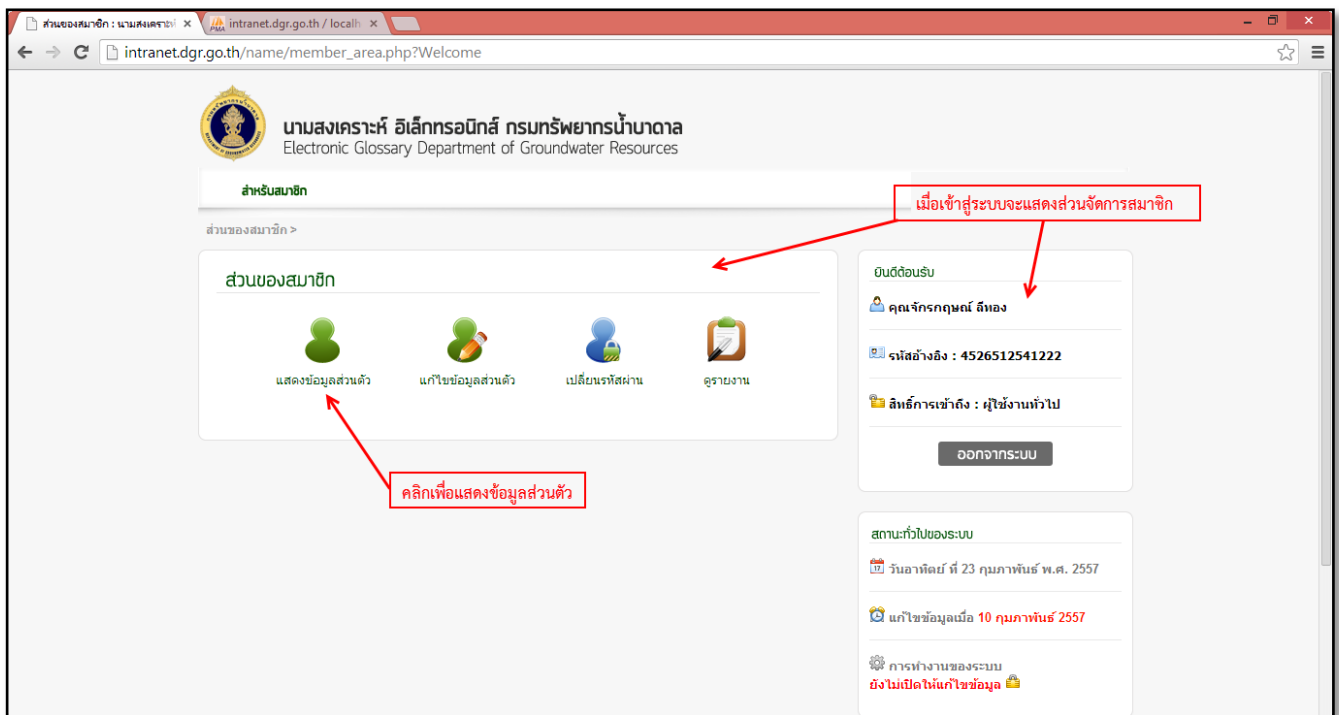 ส่วนของสมาชิก : นามสงเคราะห์
intranet.dgr.go.th / localh
intranet.dgr.go.th/name/member_area.php?Welcome
นามสงเคราะห์ อิเล็กทรอนิกส์ กรมทรัพยากรน้ำบาดาล
Electronic Glossary Department of Groundwater Resources
สำหรับสมาชิก
เมื่อเข้าสู่ระบบจะแสดงส่วนจัดการสมาชิก
ส่วนของสมาชิก >
ส่วนของสมาชิก
แสดงข้อมูลส่วนตัว
แก้ไขข้อมูลส่วนตัว
เปลี่ยนรหัสผ่าน
ดูรายงาน
คลิกเพื่อแสดงข้อมูลส่วนตัว
ยินดีต้อนรับ
คุณจักรกฤษณ์ ลีทอง
รหัสอ้างอิง : 4526512541222
สิทธิ์การเข้าถึง : ผู้ใช้งานทั่วไป
ออกจากระบบ
สถานะทั่วไปของระบบ
วันอาทิตย์ ที่ 23 กุมภาพันธ์ พ.ศ. 2557
แก้ไขข้อมูลเมื่อ 10 กุมภาพันธ์ 2557
การทำงานของระบบ
ยังไม่เปิดให้แก้ไขข้อมูล